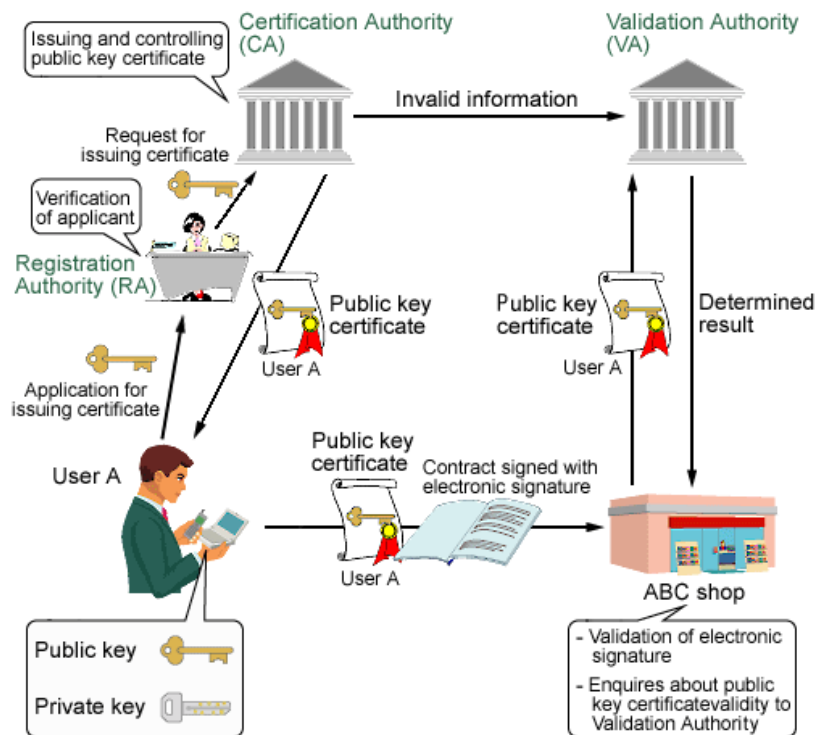 Certification Authority
(CA)
Validation Authority
(VA)
Issuing and controlling
public key certificate
Invalid information
Request for
issuing certificate
Verification
of applicant
Registration
Authority (RA)
Public key
certificate
User A
Public key
certificate
User A
Determined
result
Application for
issuing certificate
User A
Public key
certificate
User A
Contract signed with
electronic signature
ABC shop
Public key
Private key
- Validation of electronic
signature
- Enquires about public
key certificatevalidity to
Validation Authority